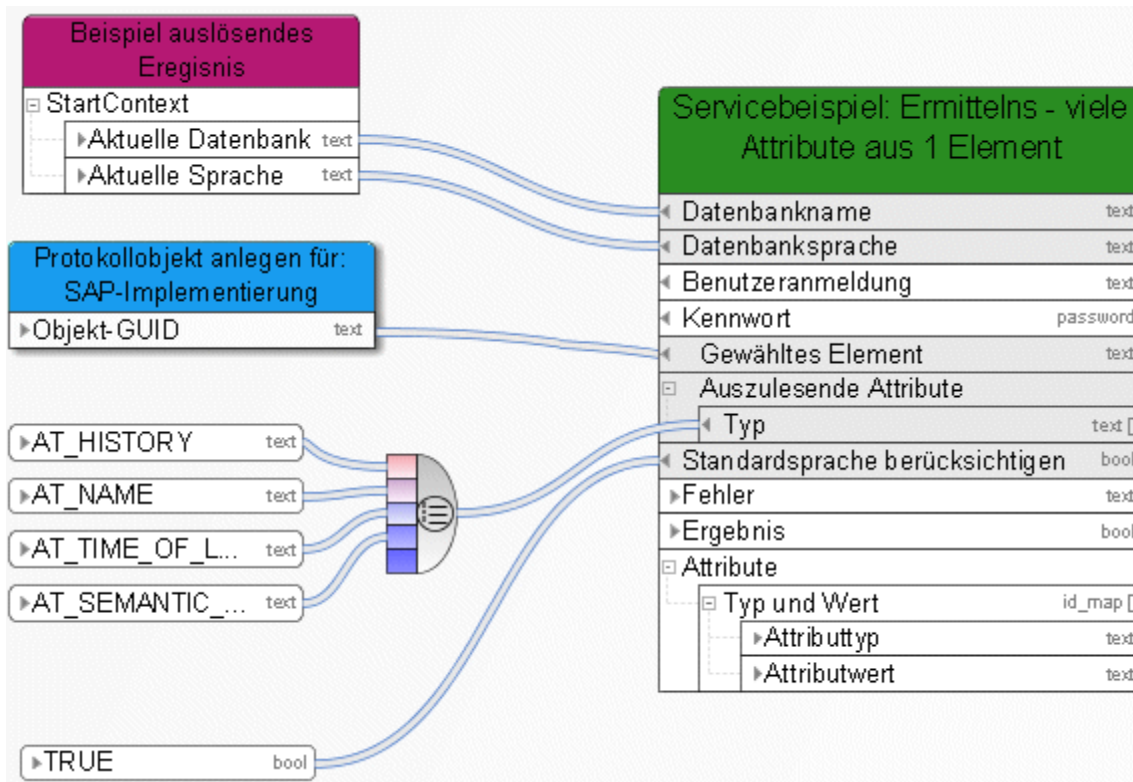 Beispiel auslösendes
Eregisnis
StartContext
Aktuelle Datenbank text
Aktuelle Sprache text
Protokollobjekt anlegen für:
SAP-Implementierung
Objekt-GUID text
AT_HISTORY text
AT_NAME text
AT_TIME_OF_L... text
AT_SEMANTIC_... text
TRUE bool
Servicebeispiel: Ermittelns - viele
Attribute aus 1 Element
Datenbankname text
Datenbanksprache text
Benutzeranmeldung text
Kennwort password
Gewähltes Element text
Auszulesende Attribute
Typ text [
Standardsprache berücksichtigen bool
Fehler text
Ergebnis bool
Attribute
Typ und Wert id_map [
Attributtyp text
Attributwert text